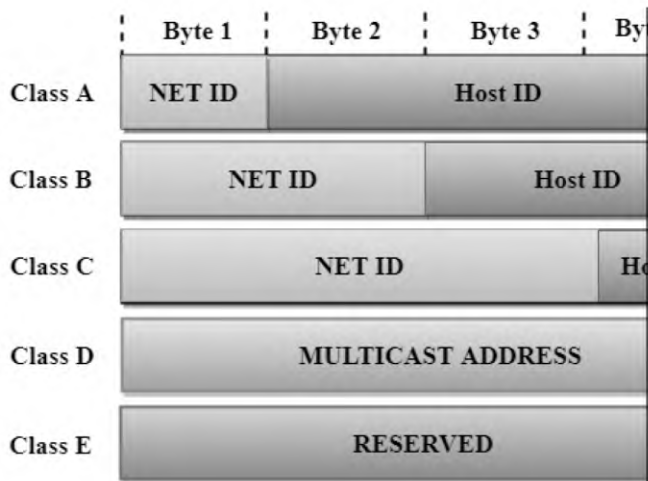 Byte 1 Byte 2 Byte 3
Class A NET ID Host ID
Class B NET ID Host ID
Class C NET ID
Class D MULTICAST ADDRESS
Class E RESERVED